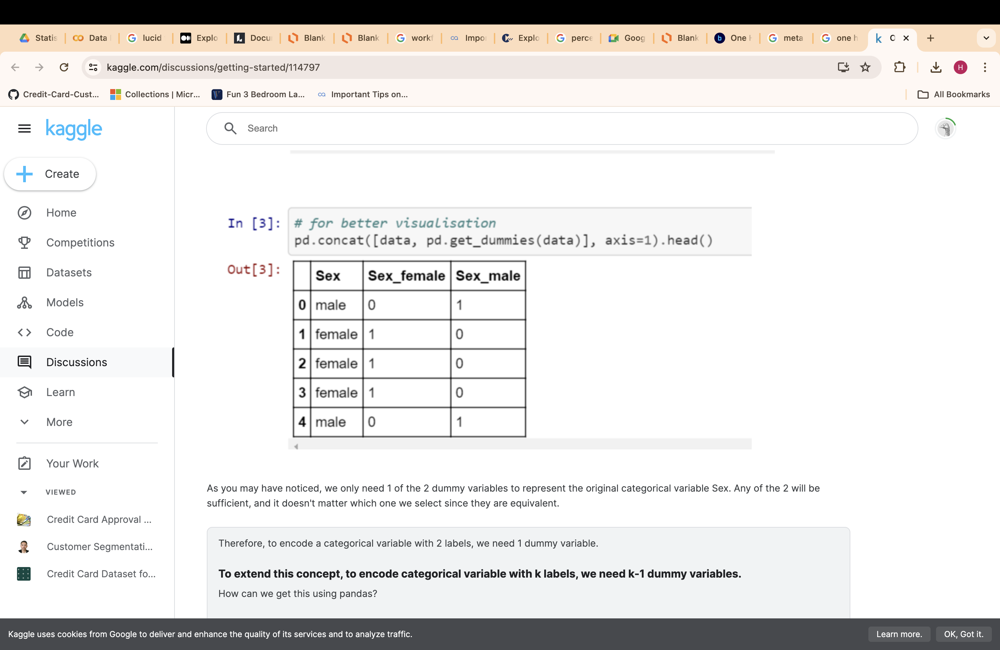 Statis
Data
lucid
Explo
Docu
Blank
Blank
workf
Impor
Explo
perce
Goog
Blank
One H
meta
one h
kaggle.com/discussions/getting-started/114797
H
Credit-Card-Cust...
Collections | Micr...
Fun 3 Bedroom La...
Important Tips on...
All Bookmarks
kaggle
Search
Create
Home
Competitions
Datasets
Models
Code
Discussions
Learn
More
Your Work
VIEWED
Credit Card Approval ...
Customer Segmentati...
Credit Card Dataset fo...
In [3]: # for better visualisation
pd.concat([data, pd.get_dummies(data)], axis=1).head()
Out[3]:
Sex Sex_female Sex_male
0 male 0 1
1 female 1 0
2 female 1 0
3 female 1 0
4 male 0 1
As you may have noticed, we only need 1 of the 2 dummy variables to represent the original categorical variable Sex. Any of the 2 will be
sufficient, and it doesn't matter which one we select since they are equivalent.
Therefore, to encode a categorical variable with 2 labels, we need 1 dummy variable.
To extend this concept, to encode categorical variable with k labels, we need k-1 dummy variables.
How can we get this using pandas?
Kaggle uses cookies from Google to deliver and enhance the quality of its services and to analyze traffic.
Learn more.
OK, Got it.